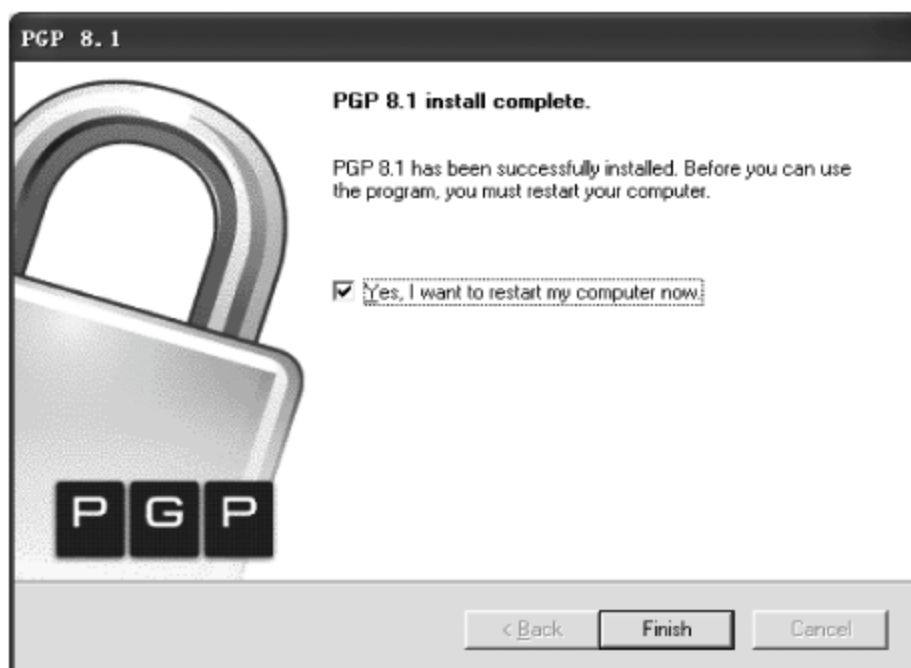 PGP 8.1
PGP 8.1 install complete.
PGP 8.1 has been successfully installed. Before you can use
the program, you must restart your computer.
Yes, I want to restart my computer now.
PGP
< Back
Finish
Cancel